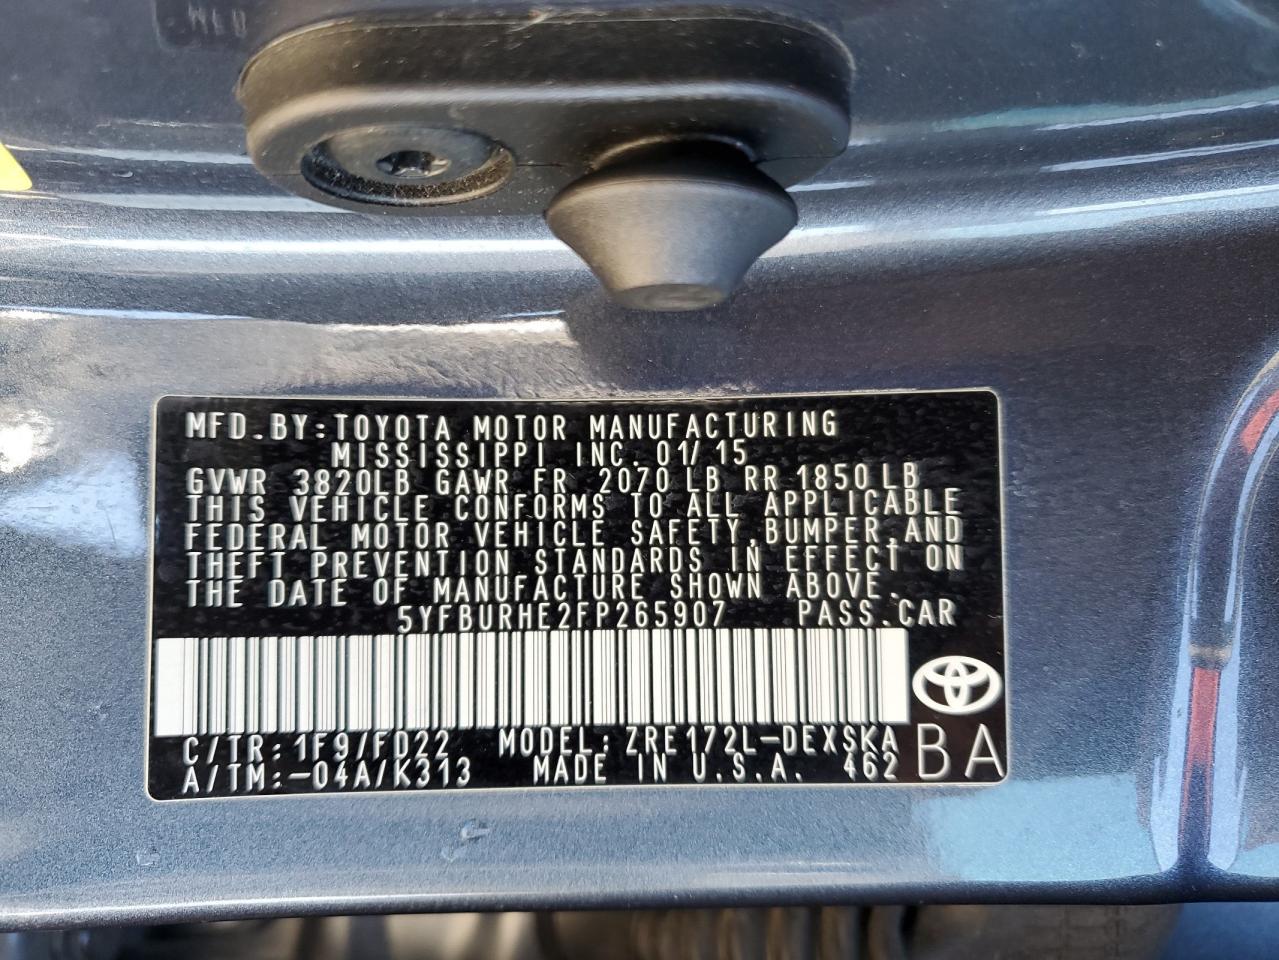 MFD.BY:TOYOTA MOTOR MANUFACTURING
MISSISSIPPI INC. 01/15
GVWR 3820LB GAWR FR 2070 LB RR 1850 LB
THIS VEHICLE CONFORMS TO ALL APPLICABLE
FEDERAL MOTOR VEHICLE SAFETY,BUMPER,AND
THEFT PREVENTION STANDARDS IN EFFECT ON
THE DATE OF MANUFACTURE SHOWN ABOVE.
5YFBURHE2FP265907 PASS.CAR
C/TR:1F9/FD22 MODEL:ZRE172L-DEXSKA
A/TM:-04A/K313 MADE IN U.S.A. 462
BA